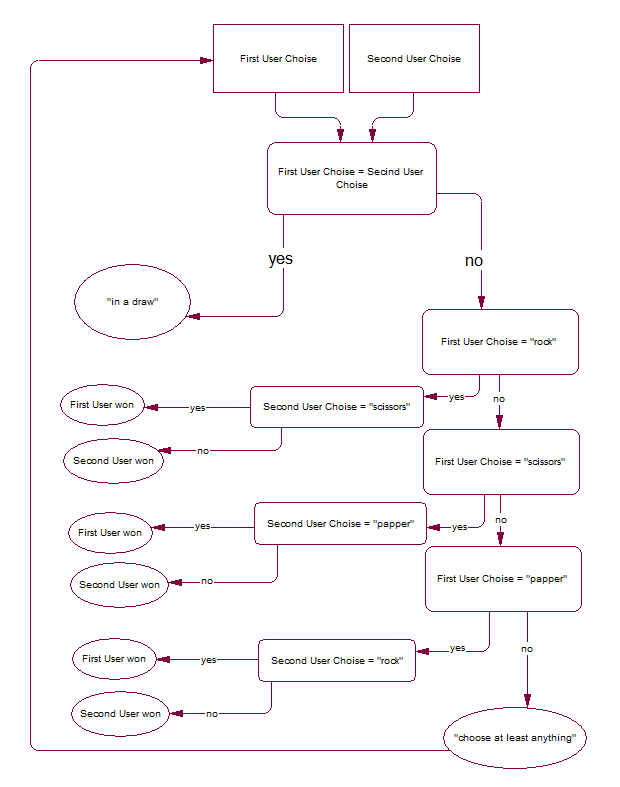 First User Choise
Second User Choise
First User Choise = Secind User
Choise
yes
no
"in a draw"
First User Choise = "rock"
First User won
yes
Second User Choise = "scissors"
yes
no
Second User won
no
First User Choise = "scissors"
First User won
yes
Second User Choise = "papper"
yes
no
Second User won
no
First User Choise = "papper"
First User won
yes
Second User Choise = "rock"
yes
no
Second User won
no
"choose at least anything"